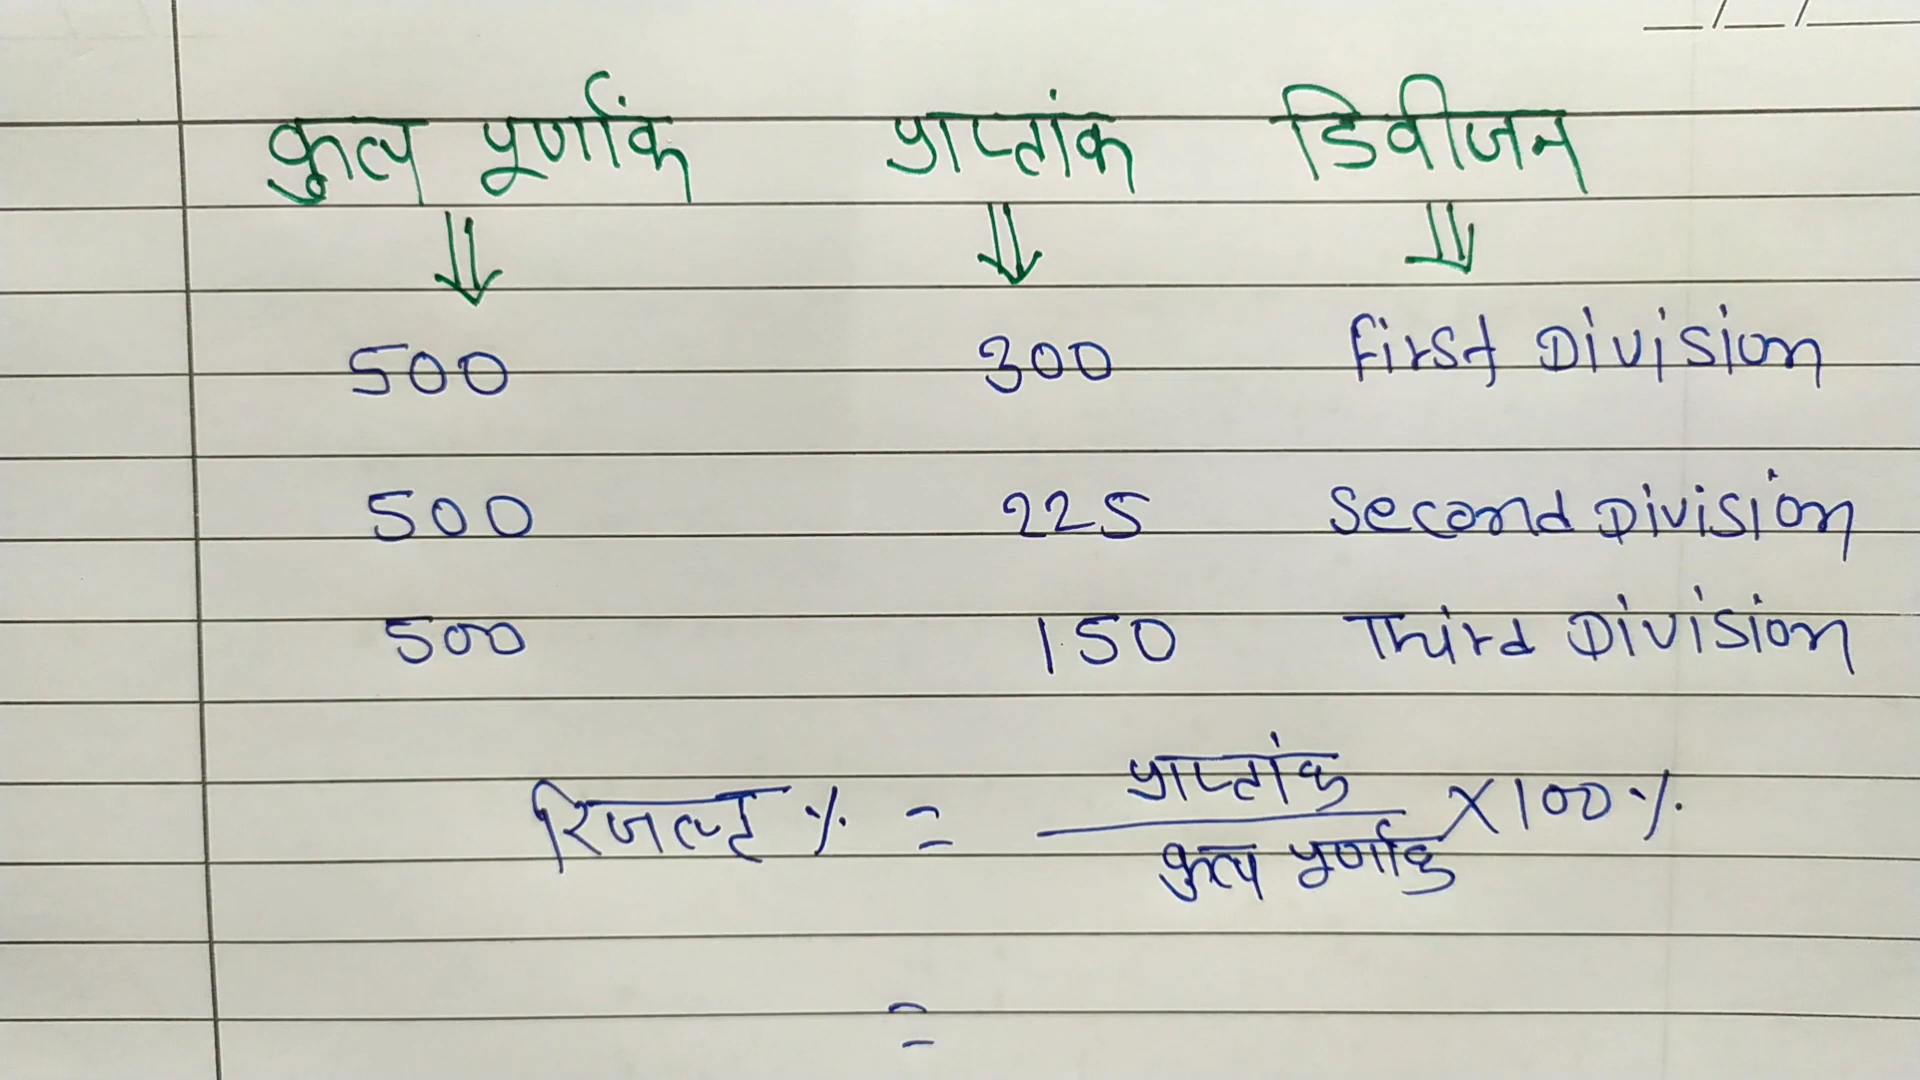 कुल पूर्णांक प्राप्तांक डिवीजन
500 300 First Division
500 225 Second Division
500 150 Third Division
रिजल्ट % = प्राप्तांक / कुल पूर्णांक × 100 %
=